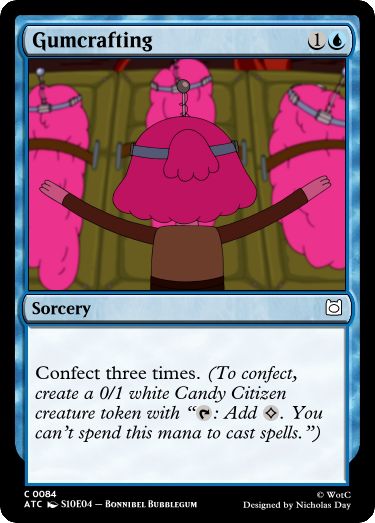 Gumcrafting 1
Sorcery
Confect three times. (To confect,
create a 0/1 white Candy Citizen
creature token with “: Add . You
can’t spend this mana to cast spells.”)
C 0084
ATC S10E04 – Bonnibel Bubblegum
© WotC
Designed by Nicholas Day